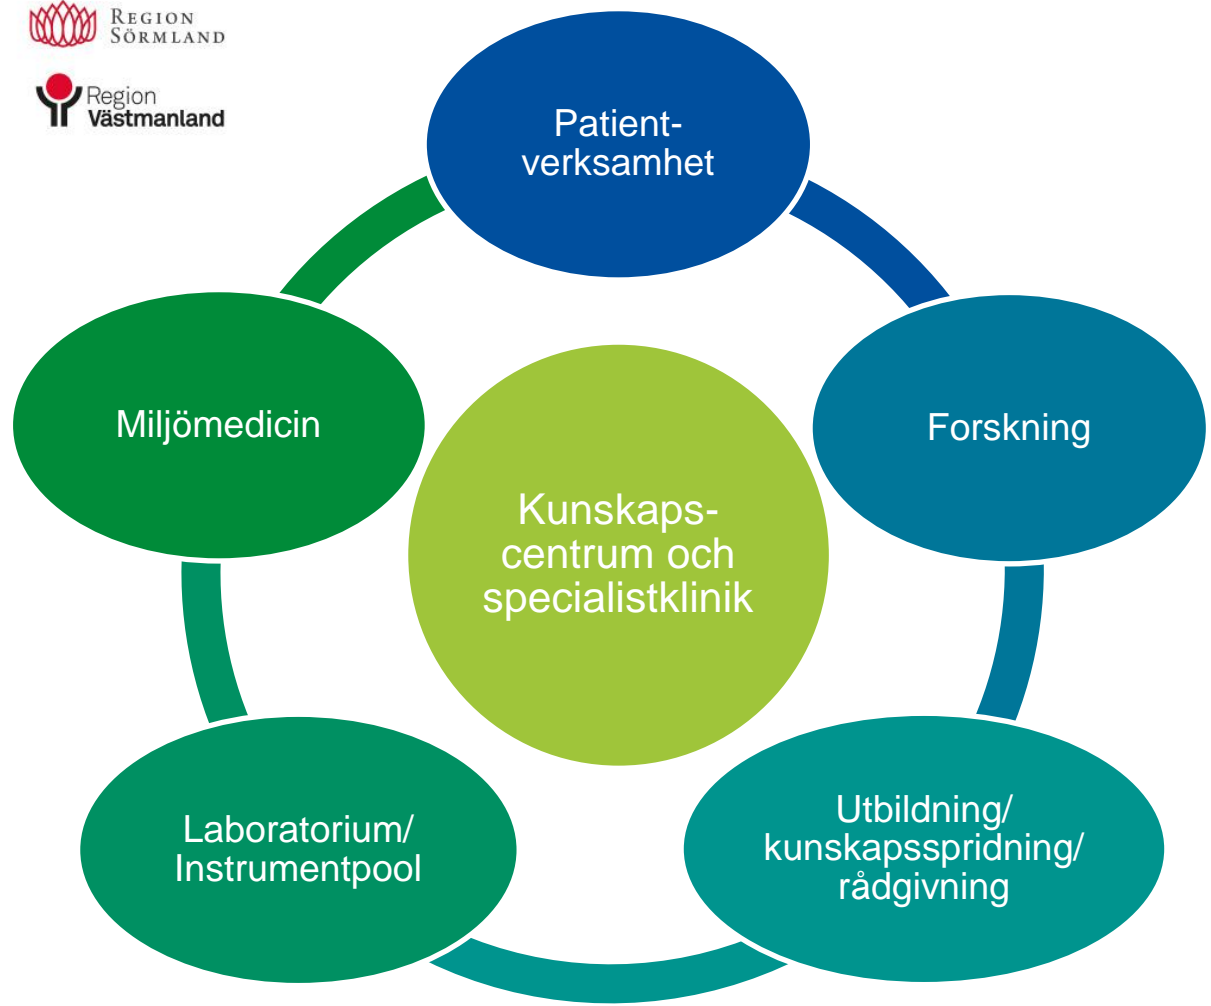 REGION
SÖRMLAND
Region
Västmanland
Patient-
verksamhet
Miljömedicin
Forskning
Kunskaps-
centrum och
specialistklinik
Laboratorium/
Instrumentpool
Utbildning/
kunskapsspridning/
rådgivning